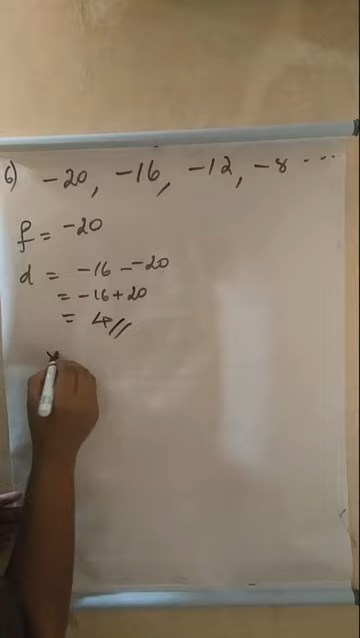 6) -20, -16, -12, -8 ...
f = -20
d = -16 - -20
= -16 + 20
= 4//